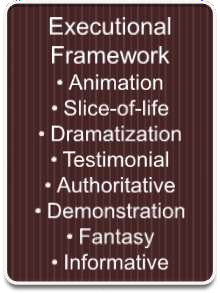 Executional
Framework
• Animation
• Slice-of-life
• Dramatization
• Testimonial
• Authoritative
• Demonstration
• Fantasy
• Informative